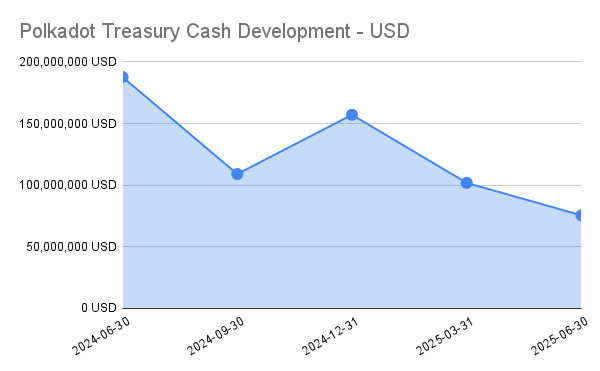 Polkadot Treasury Cash Development - USD
200,000,000 USD
150,000,000 USD
100,000,000 USD
50,000,000 USD
0 USD
2024-06-30
2024-09-30
2024-12-31
2025-03-31
2025-06-30